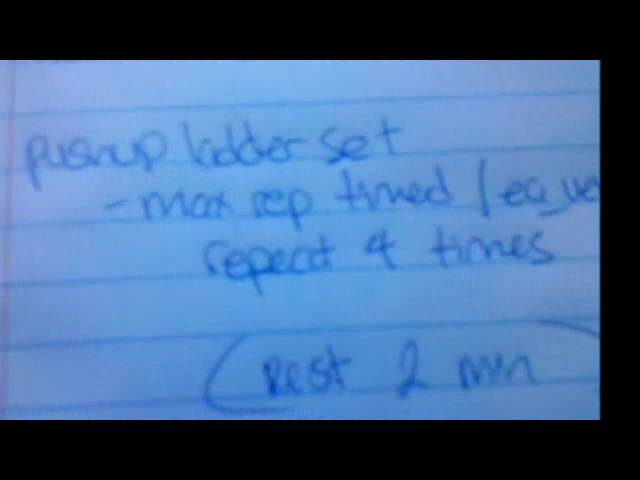 pushup ladder set
- max rep timed / ea
repeat 4 times
(Rest 2 min